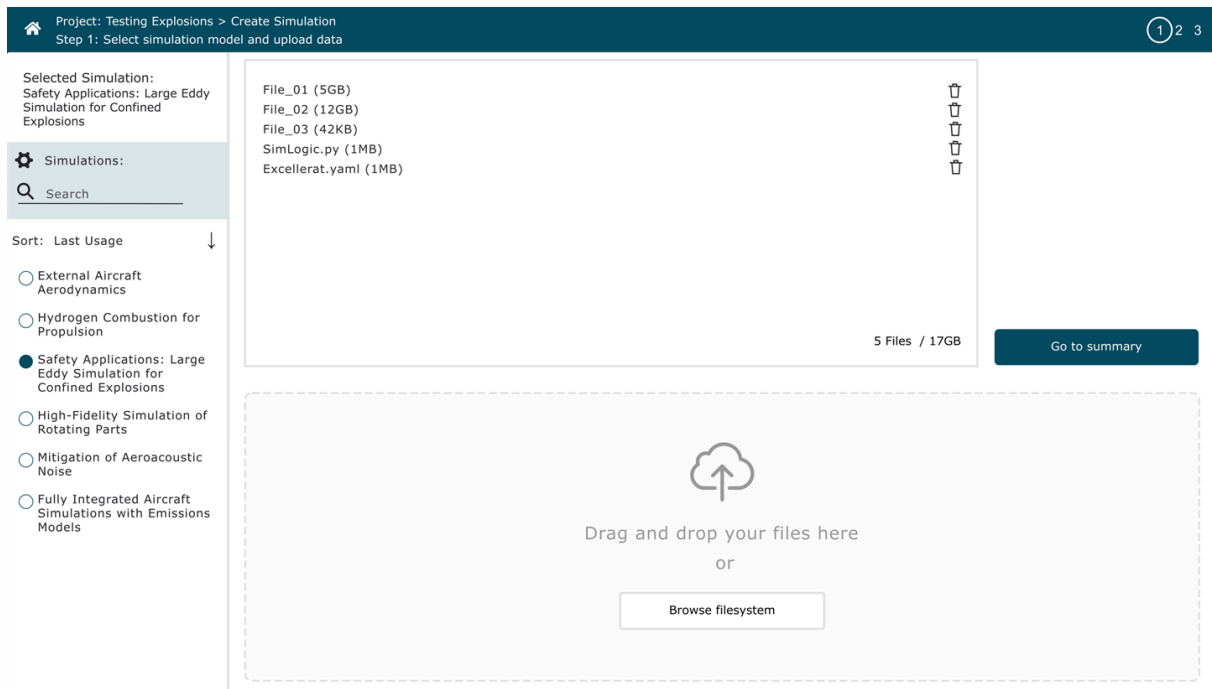 Project: Testing Explosions > Create Simulation
Step 1: Select simulation model and upload data
1 2 3
Selected Simulation:
Safety Applications: Large Eddy
Simulation for Confined
Explosions
Simulations:
Search
Sort: Last Usage ↓
External Aircraft
Aerodynamics
Hydrogen Combustion for
Propulsion
Safety Applications: Large
Eddy Simulation for
Confined Explosions
High-Fidelity Simulation of
Rotating Parts
Mitigation of Aeroacoustic
Noise
Fully Integrated Aircraft
Simulations with Emissions
Models
File_01 (5GB)
File_02 (12GB)
File_03 (42KB)
SimLogic.py (1MB)
Excellerat.yaml (1MB)
5 Files / 17GB
Go to summary
Drag and drop your files here
or
Browse filesystem